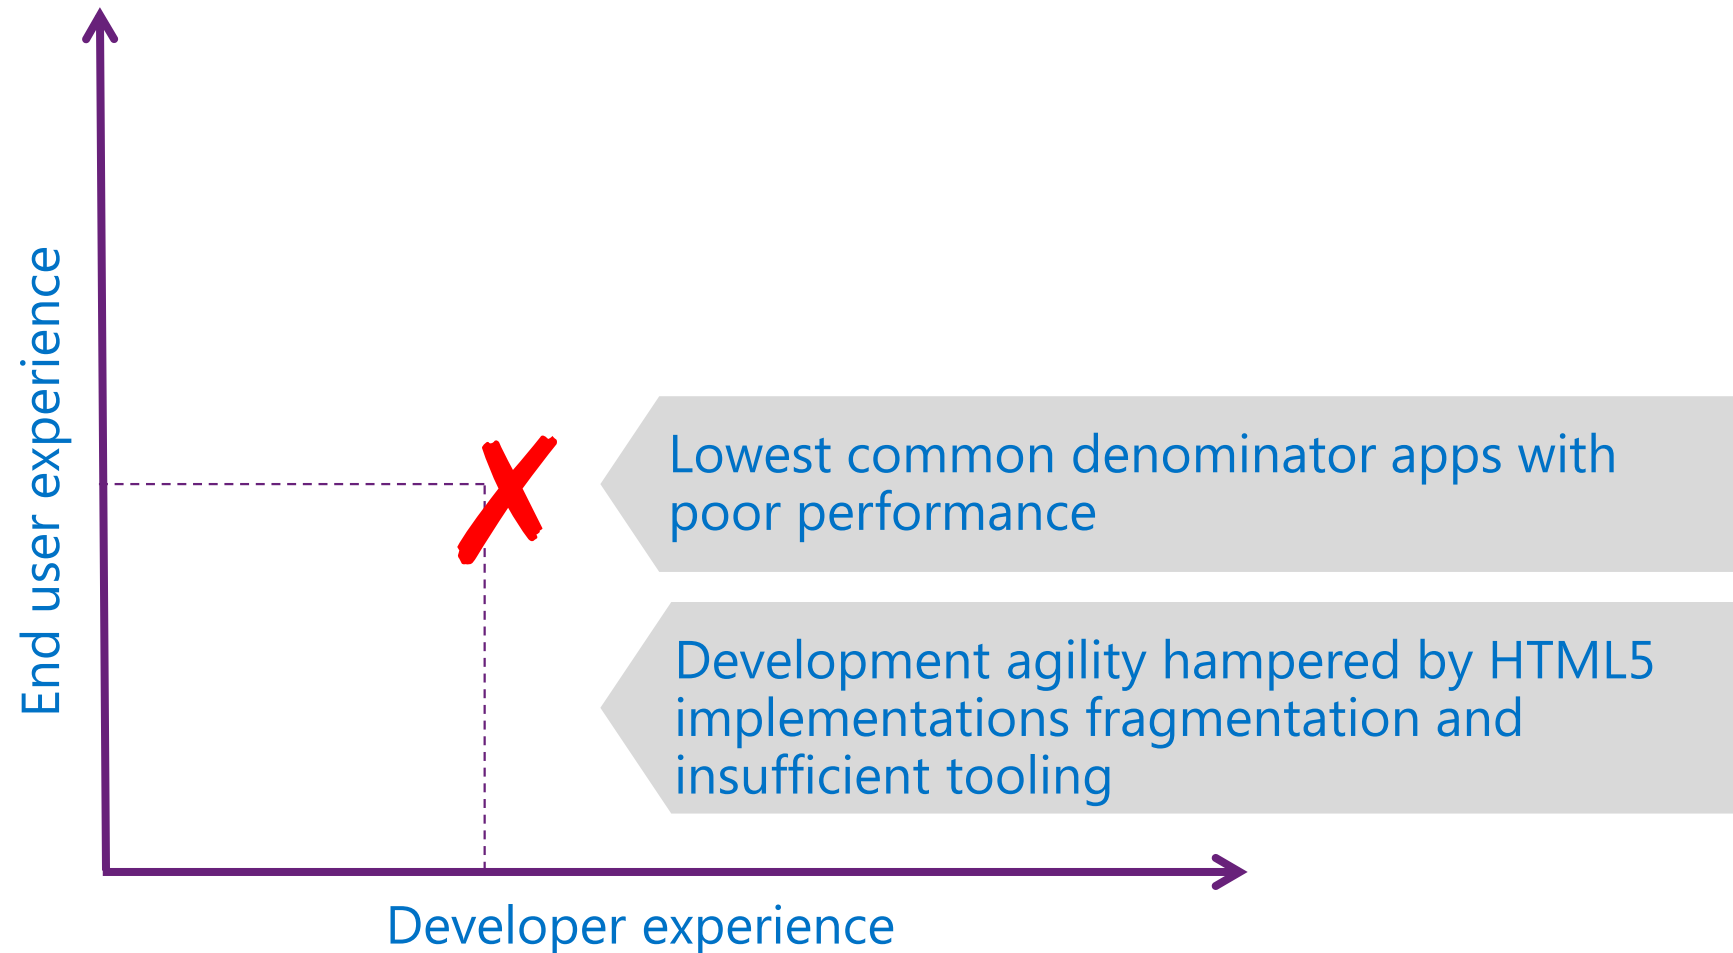 End user experience
Lowest common denominator apps with
poor performance
Development agility hampered by HTML5
implementations fragmentation and
insufficient tooling
Developer experience